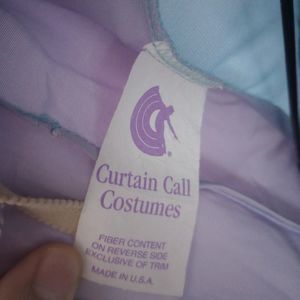 ®
Curtain Call
Costumes
FIBER CONTENT
ON REVERSE SIDE
EXCLUSIVE OF TRIM
MADE IN U.S.A.